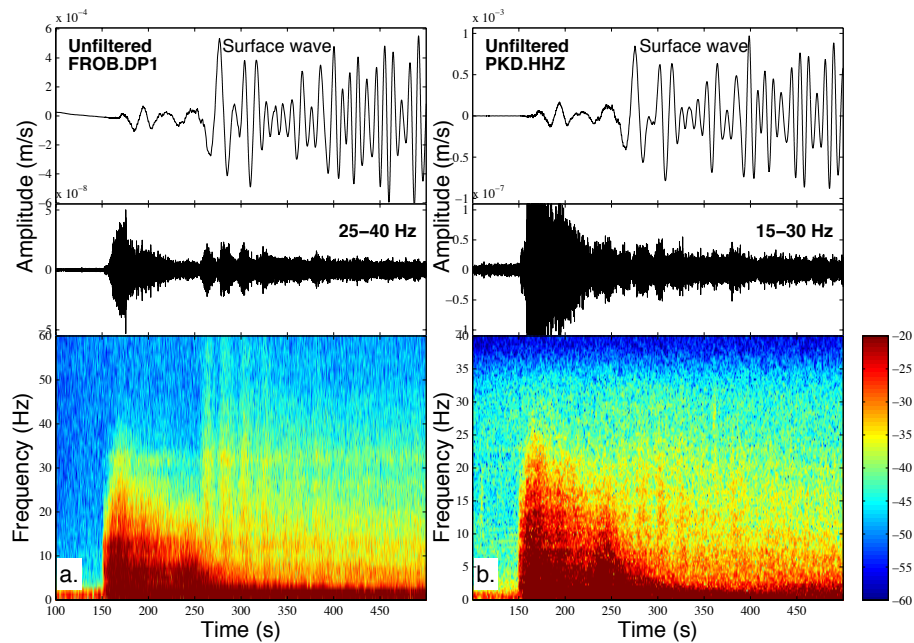 x 10⁻⁴
Unfiltered
FROB.DP1
Surface wave
6
4
2
0
−2
−4
6
Amplitude (m/s)
x 10⁻⁸
5
0
−5
25−40 Hz
60
50
40
30
20
10
0
Frequency (Hz)
a.
100 150 200 250 300 350 400 450
Time (s)
x 10⁻³
Unfiltered
PKD.HHZ
Surface wave
1
0.5
0
−0.5
−1
Amplitude (m/s)
x 10⁻⁷
1
0.5
0
−0.5
−1
15−30 Hz
40
35
30
25
20
15
10
5
0
Frequency (Hz)
b.
100 150 200 250 300 350 400 450
Time (s)
−20
−25
−30
−35
−40
−45
−50
−55
−60